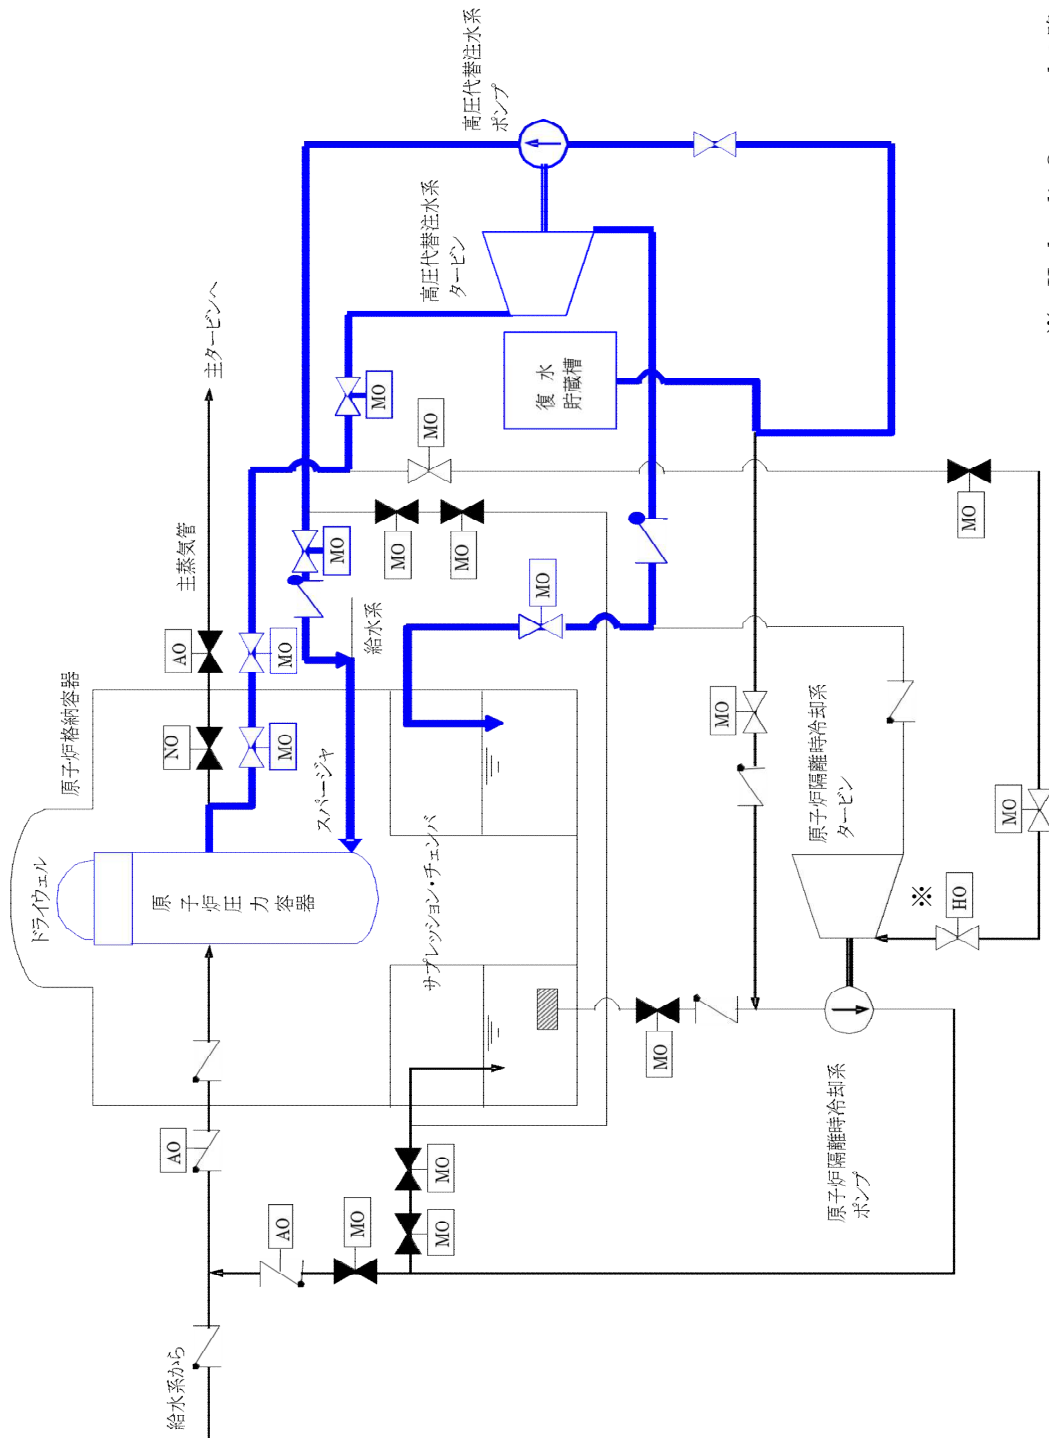 ドライウェル
原子炉格納容器
原子炉圧力容器
給水系から
AO
NO
AO
主蒸気管
主タービンへ
AO
MO
MO
スパージャ
MO
MO
給水系
MO
MO
サプレッション・チェンバ
高圧代替注水系
タービン
MO
MO
MO
MO
高圧代替注水系
ポンプ
MO
復 水
貯蔵槽
MO
MO
原子炉隔離時冷却系
ポンプ
原子炉隔離時冷却系
タービン
※
HO
MO
MO